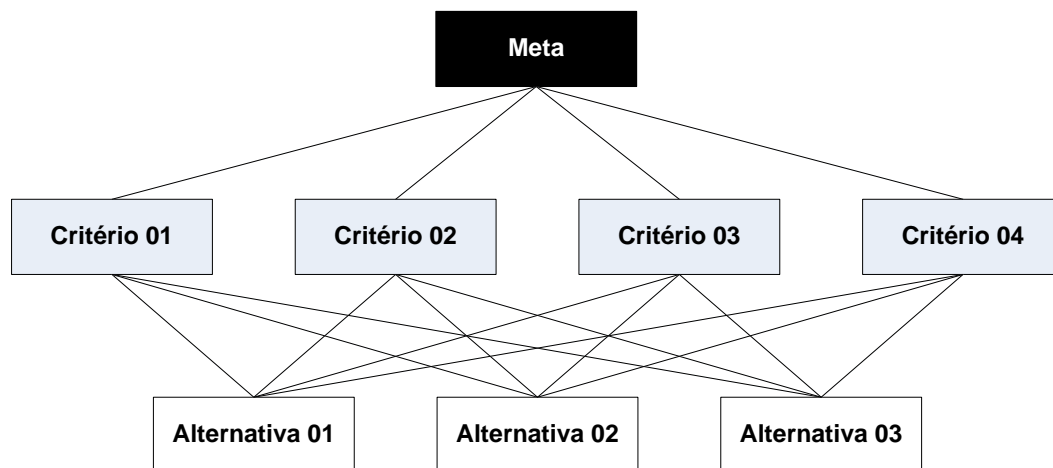 Meta
Critério 01
Critério 02
Critério 03
Critério 04
Alternativa 01
Alternativa 02
Alternativa 03